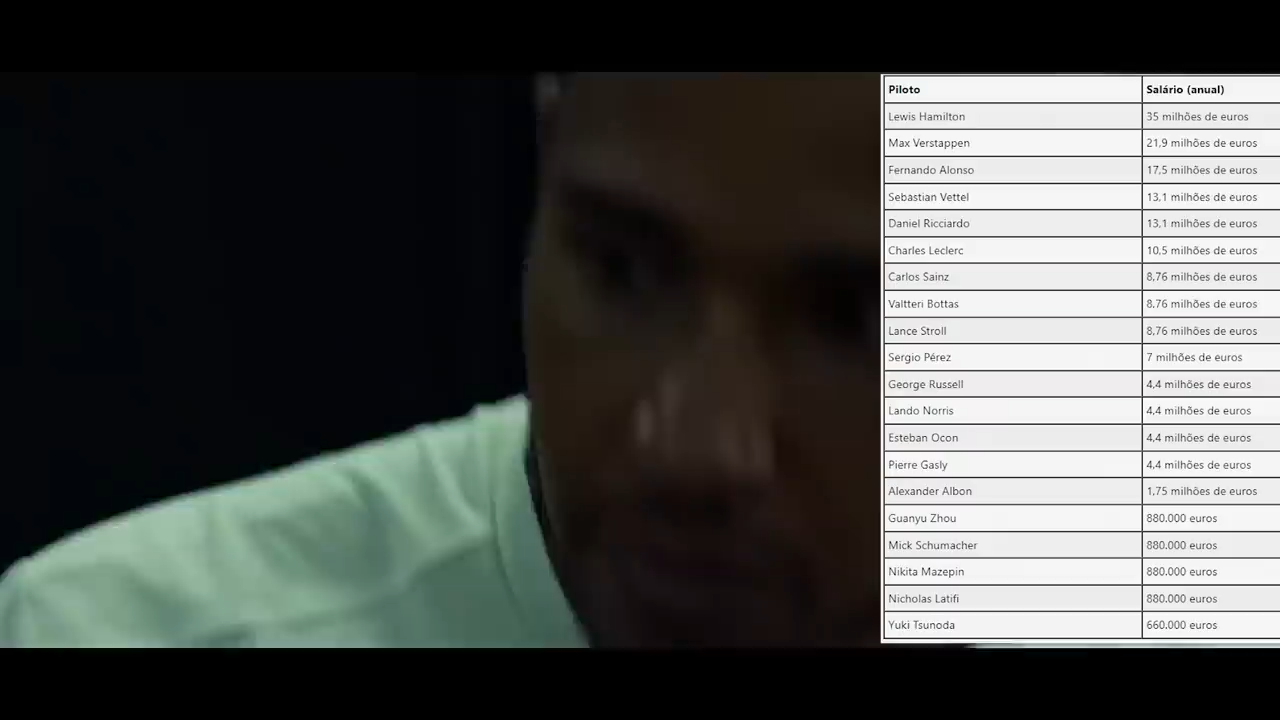 Piloto Salário (anual)
Lewis Hamilton 35 milhões de euros
Max Verstappen 21,9 milhões de euros
Fernando Alonso 17,5 milhões de euros
Sebastian Vettel 13,1 milhões de euros
Daniel Ricciardo 13,1 milhões de euros
Charles Leclerc 10,5 milhões de euros
Carlos Sainz 8,76 milhões de euros
Valtteri Bottas 8,76 milhões de euros
Lance Stroll 8,76 milhões de euros
Sergio Pérez 7 milhões de euros
George Russell 4,4 milhões de euros
Lando Norris 4,4 milhões de euros
Esteban Ocon 4,4 milhões de euros
Pierre Gasly 4,4 milhões de euros
Alexander Albon 1,75 milhões de euros
Guanyu Zhou 880.000 euros
Mick Schumacher 880.000 euros
Nikita Mazepin 880.000 euros
Nicholas Latifi 880.000 euros
Yuki Tsunoda 660.000 euros